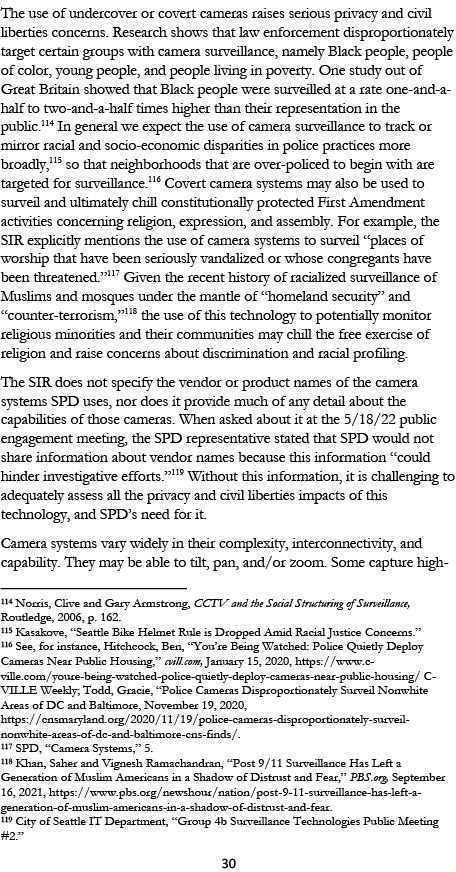 The use of undercover or covert cameras raises serious privacy and civil
liberties concerns. Research shows that law enforcement disproportionately
target certain groups with camera surveillance, namely Black people, people
of color, young people, and people living in poverty. One study out of
Great Britain showed that Black people were surveilled at a rate one-and-a-
half to two-and-a-half times higher than their representation in the
public.¹¹⁴ In general we expect the use of camera surveillance to track or
mirror racial and socio-economic disparities in police practices more
broadly,¹¹⁵ so that neighborhoods that are over-policed to begin with are
targeted for surveillance.¹¹⁶ Covert camera systems may also be used to
surveil and ultimately chill constitutionally protected First Amendment
activities concerning religion, expression, and assembly. For example, the
SIR explicitly mentions the use of camera systems to surveil “places of
worship that have been seriously vandalized or whose congregants have
been threatened.”¹¹⁷ Given the recent history of racialized surveillance of
Muslims and mosques under the mantle of “homeland security” and
“counter-terrorism,”¹¹⁸ the use of this technology to potentially monitor
religious minorities and their communities may chill the free exercise of
religion and raise concerns about discrimination and racial profiling.
The SIR does not specify the vendor or product names of the camera
systems SPD uses, nor does it provide much of any detail about the
capabilities of those cameras. When asked about it at the 5/18/22 public
engagement meeting, the SPD representative stated that SPD would not
share information about vendor names because this information “could
hinder investigative efforts.”¹¹⁹ Without this information, it is challenging to
adequately assess all the privacy and civil liberties impacts of this
technology, and SPD’s need for it.
Camera systems vary widely in their complexity, interconnectivity, and
capability. They may be able to tilt, pan, and/or zoom. Some capture high-
¹¹⁴ Norris, Clive and Gary Armstrong, CCTV and the Social Structuring of Surveillance,
Routledge, 2006, p. 162.
¹¹⁵ Kasakove, “Seattle Bike Helmet Rule is Dropped Amid Racial Justice Concerns.”
¹¹⁶ See, for instance, Hitchcock, Ben, “You’re Being Watched: Police Quietly Deploy
Cameras Near Public Housing,” cvill.com, January 15, 2020, https://www.c-
ville.com/youre-being-watched-police-quietly-deploy-cameras-near-public-housing/ C-
VILLE Weekly; Todd, Gracie, “Police Cameras Disproportionately Surveil Nonwhite
Areas of DC and Baltimore, November 19, 2020,
https://cnsmaryland.org/2020/11/19/police-cameras-disproportionately-surveil-
nonwhite-areas-of-dc-and-baltimore-cns-finds/.
¹¹⁷ SPD, “Camera Systems,” 5.
¹¹⁸ Khan, Saher and Vignesh Ramachandran, “Post 9/11 Surveillance Has Left a
Generation of Muslim Americans in a Shadow of Distrust and Fear,” PBS.org, September
16, 2021, https://www.pbs.org/newshour/nation/post-9-11-surveillance-has-left-a-
generation-of-muslim-americans-in-a-shadow-of-distrust-and-fear.
¹¹⁹ City of Seattle IT Department, “Group 4b Surveillance Technologies Public Meeting
#2.”
30